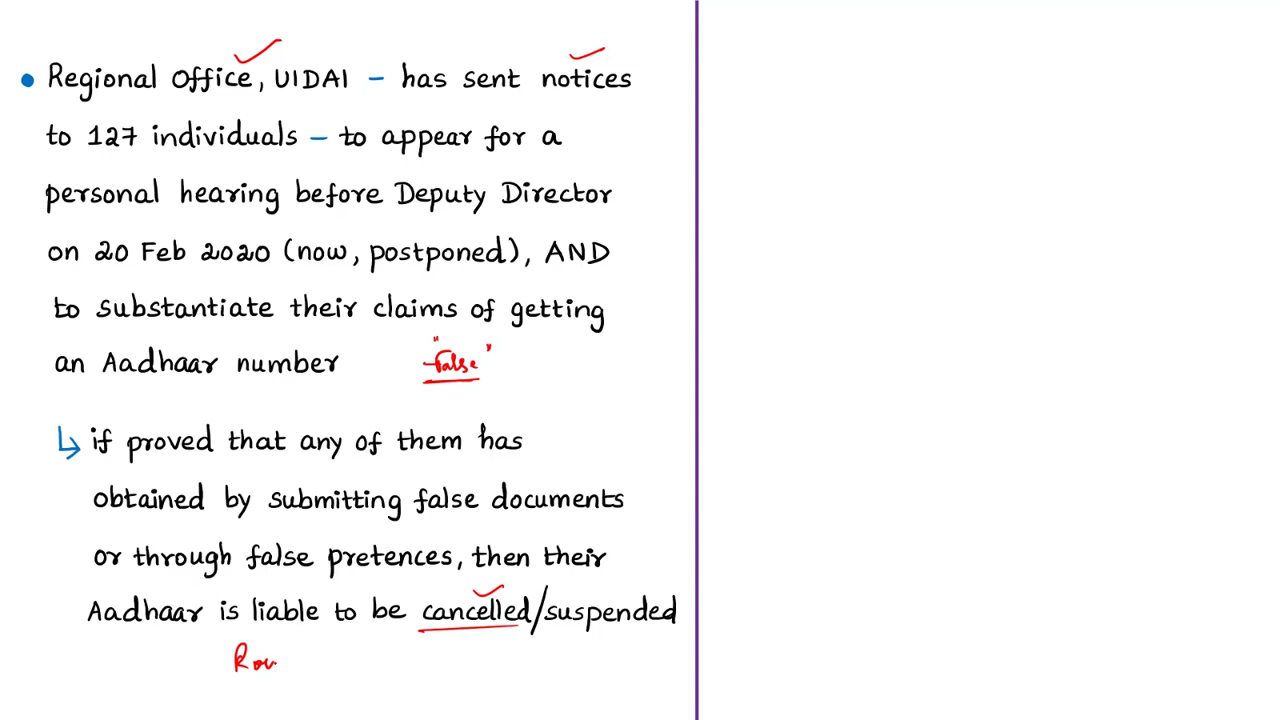 Regional Office, UIDAI – has sent notices
to 127 individuals – to appear for a
personal hearing before Deputy Director
on 20 Feb 2020 (now, postponed), AND
to substantiate their claims of getting
an Aadhaar number "false"
↳ if proved that any of them has
obtained by submitting false documents
or through false pretences, then their
Aadhaar is liable to be cancelled/suspended